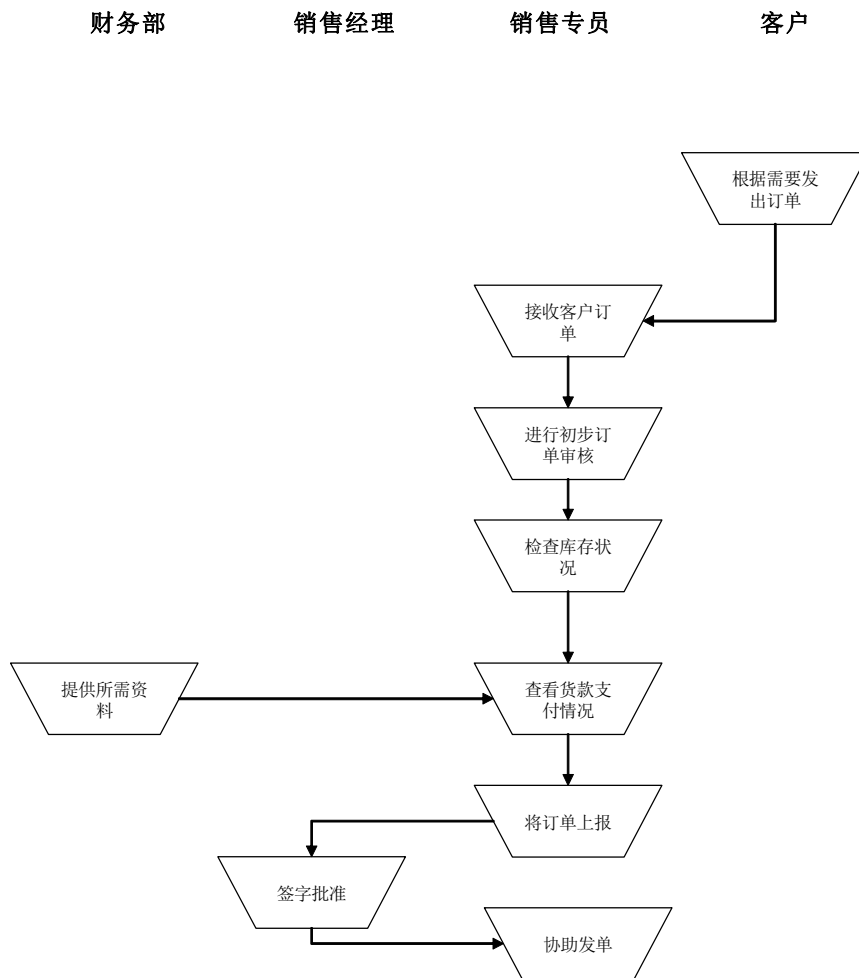 财务部 销售经理 销售专员 客户
根据需要发
出订单
接收客户订
单
进行初步订
单审核
检查库存状
况
提供所需资
料
查看货款支
付情况
将订单上报
签字批准
协助发单